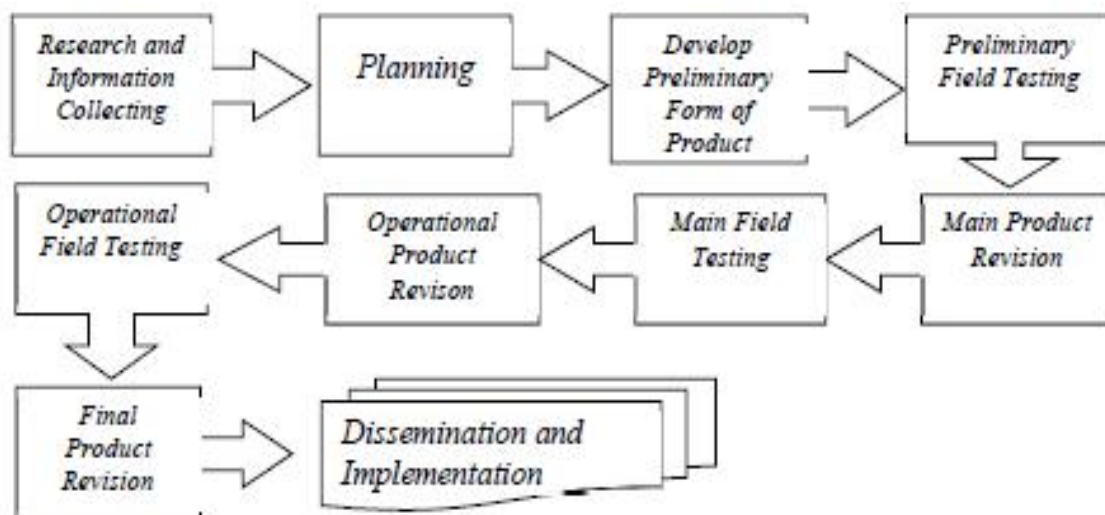 Research and
Information
Collecting
Planning
Develop
Preliminary
Form of
Product
Preliminary
Field Testing
Main Product
Revision
Main Field
Testing
Operational
Product
Revison
Operational
Field Testing
Final
Product
Revision
Dissemination and
Implementation